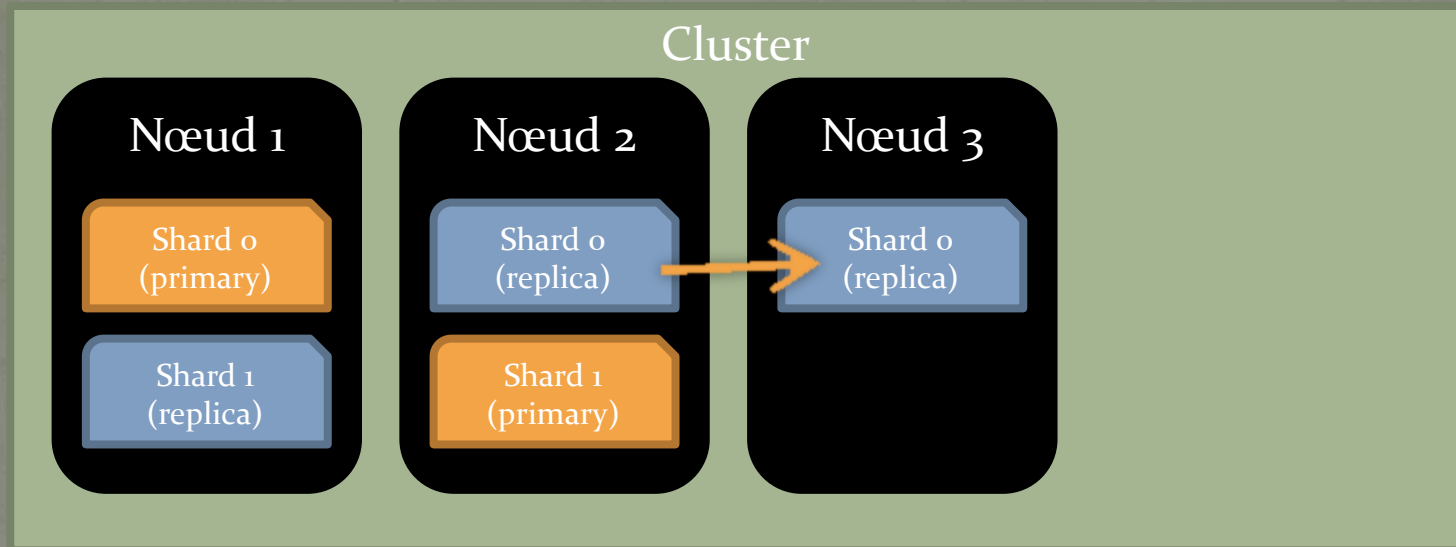 Cluster
Nœud 1
Shard 0
(primary)
Shard 1
(replica)
Nœud 2
Shard 0
(replica)
Shard 1
(primary)
Nœud 3
Shard 0
(replica)